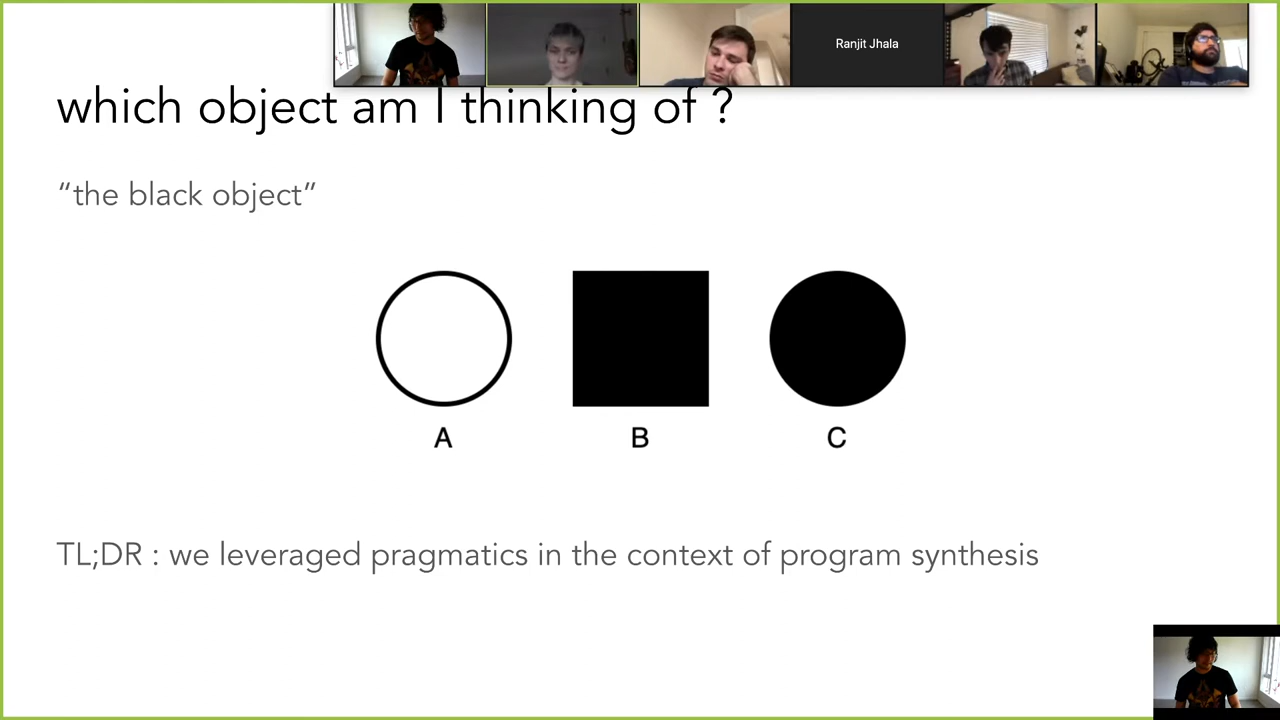 Ranjit Jhala
which object am I thinking of ?
“the black object”
A B C
TL;DR : we leveraged pragmatics in the context of program synthesis